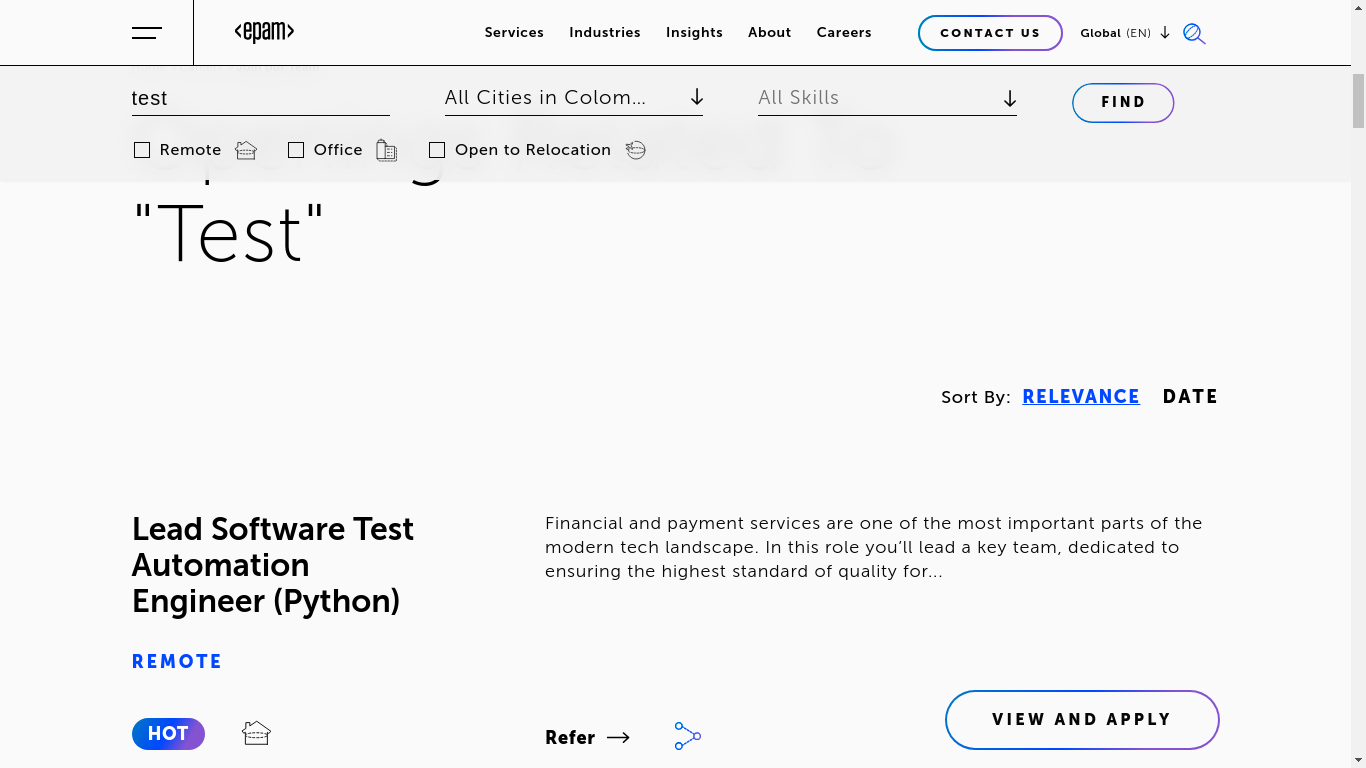 <epam>
Services Industries Insights About Careers CONTACT US Global (EN)
test All Cities in Colom... All Skills FIND
Remote Office Open to Relocation
"Test"
Sort By: RELEVANCE DATE
Lead Software Test
Automation
Engineer (Python)
Financial and payment services are one of the most important parts of the
modern tech landscape. In this role you’ll lead a key team, dedicated to
ensuring the highest standard of quality for...
REMOTE
HOT
Refer
VIEW AND APPLY